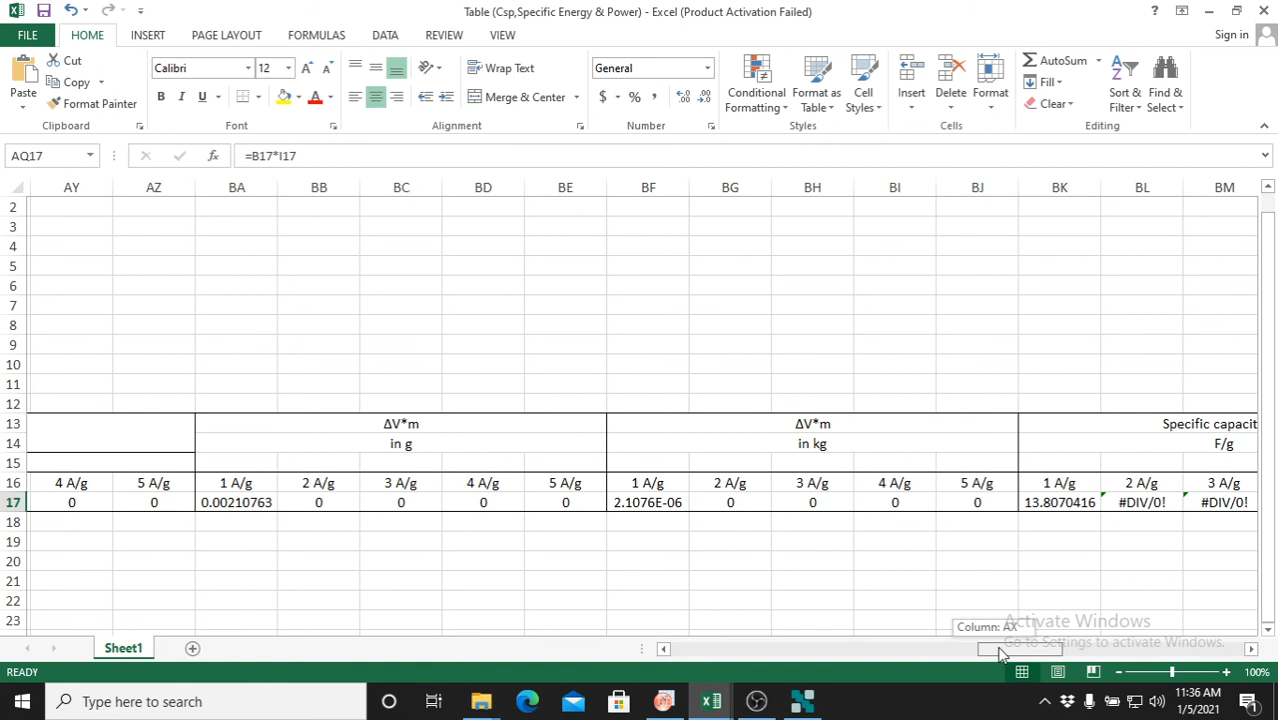 Table (Csp,Specific Energy & Power) - Excel (Product Activation Failed)
FILE HOME INSERT PAGE LAYOUT FORMULAS DATA REVIEW VIEW Sign in
Paste Cut Copy Format Painter Clipboard
Calibri 12 B I U Font
Wrap Text Merge & Center Alignment
General $ % , Number
Conditional Formatting Format as Table Cell Styles Styles
Insert Delete Format Cells
AutoSum Fill Clear Sort & Filter Find & Select Editing
AQ17 fx =B17*I17
AY AZ BA BB BC BD BE BF BG BH BI BJ BK BL BM
2
3
4
5
6
7
8
9
10
11
12
13 ΔV*m ΔV*m Specific capacit
14 in g in kg F/g
15
16 4 A/g 5 A/g 1 A/g 2 A/g 3 A/g 4 A/g 5 A/g 1 A/g 2 A/g 3 A/g 4 A/g 5 A/g 1 A/g 2 A/g 3 A/g
17 0 0 0.00210763 0 0 0 0 2.1076E-06 0 0 0 0 13.8070416 #DIV/0! #DIV/0!
18
19
20
21
22
23
Column: AX
Activate Windows
Go to Settings to activate Windows.
Sheet1
READY 100%
Type here to search
11:36 AM
1/5/2021
1